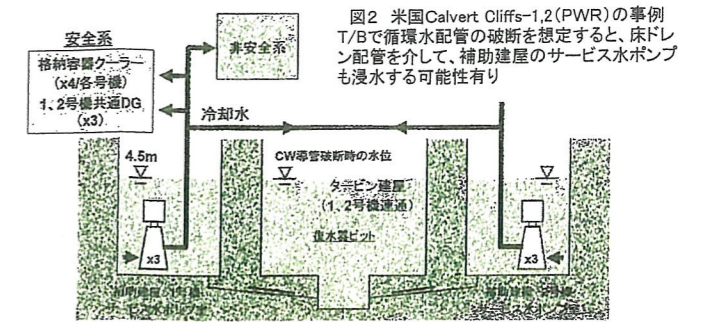 図2 米国Calvert Cliffs-1,2(PWR)の事例
T/Bで循環水配管の破断を想定すると、床ドレ
ン配管を介して、補助建屋のサービス水ポンプ
も浸水する可能性有り
安全系
格納容器クーラー
(x4/各号機)
1、2号機共通DG
(x3)
非安全系
冷却水
4.5m
CW導管破断時の水位
タービン建屋
(1、2号機連通)
復水器ピット
x3
x3